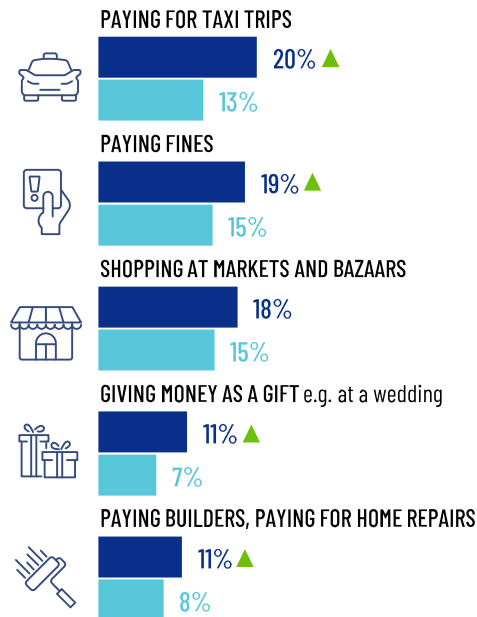 PAYING FOR TAXI TRIPS
20%
13%
PAYING FINES
19%
15%
SHOPPING AT MARKETS AND BAZAARS
18%
15%
GIVING MONEY AS A GIFT e.g. at a wedding
11%
7%
PAYING BUILDERS, PAYING FOR HOME REPAIRS
11%
8%